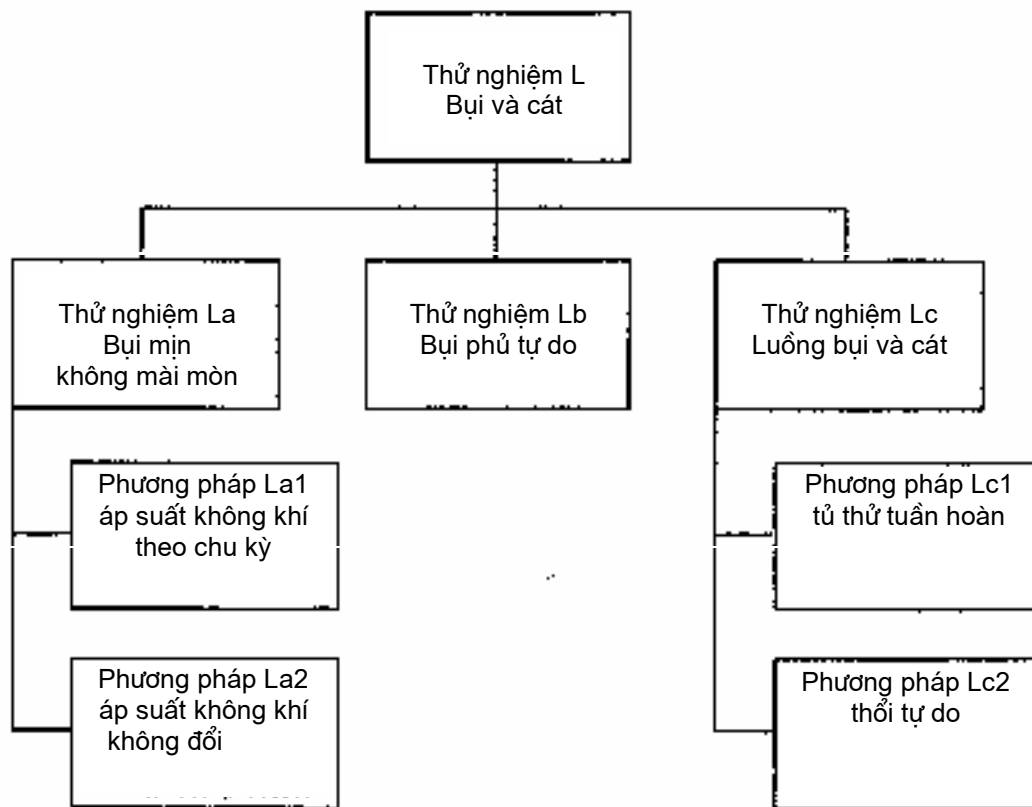 Thử nghiệm L
Bụi và cát
Thử nghiệm La
Bụi mịn
không mài mòn
Thử nghiệm Lb
Bụi phủ tự do
Thử nghiệm Lc
Luồng bụi và cát
Phương pháp La1
áp suất không khí
theo chu kỳ
Phương pháp Lc1
tủ thử tuần hoàn
Phương pháp La2
áp suất không khí
không đổi
Phương pháp Lc2
thổi tự do